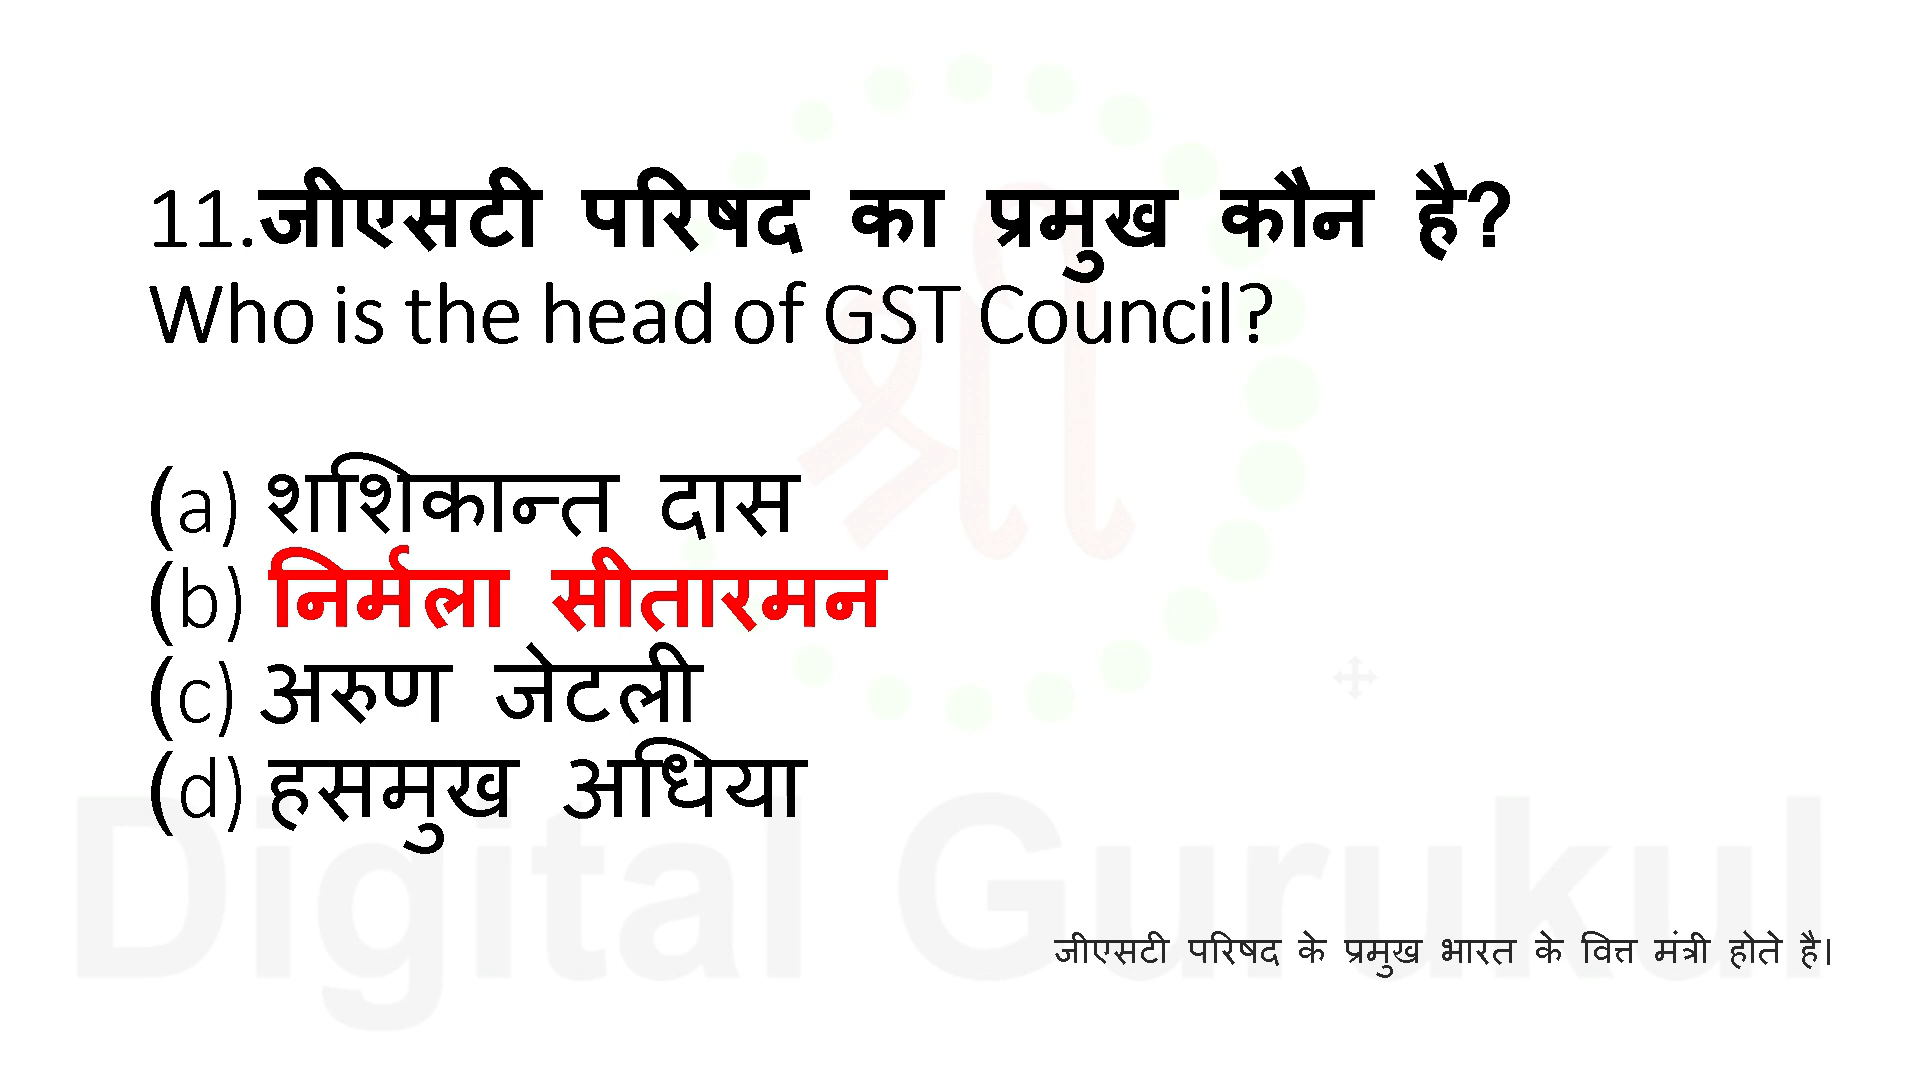 11.जीएसटी परिषद का प्रमुख कौन है?
Who is the head of GST Council?
(a) शशिकान्त दास
(b) निर्मला सीतारमन
(c) अरुण जेटली
(d) हसमुख अधिया
जीएसटी परिषद के प्रमुख भारत के वित्त मंत्री होते है।
श्री
Digital Gurukul